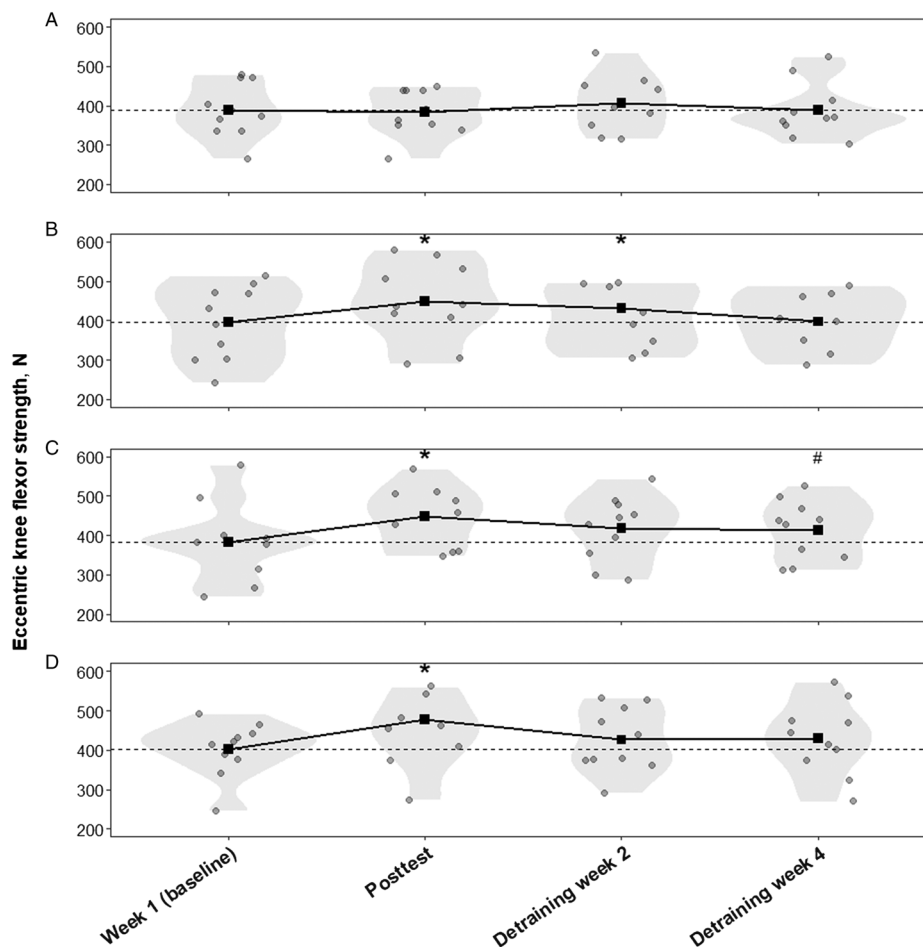 A
600
500
400
300
200
B
600
500
400
300
200
* *
C
600
500
400
300
200
* #
D
600
500
400
300
200
*
Eccentric knee flexor strength, N
Week 1 (baseline)
Posttest
Detraining week 2
Detraining week 4